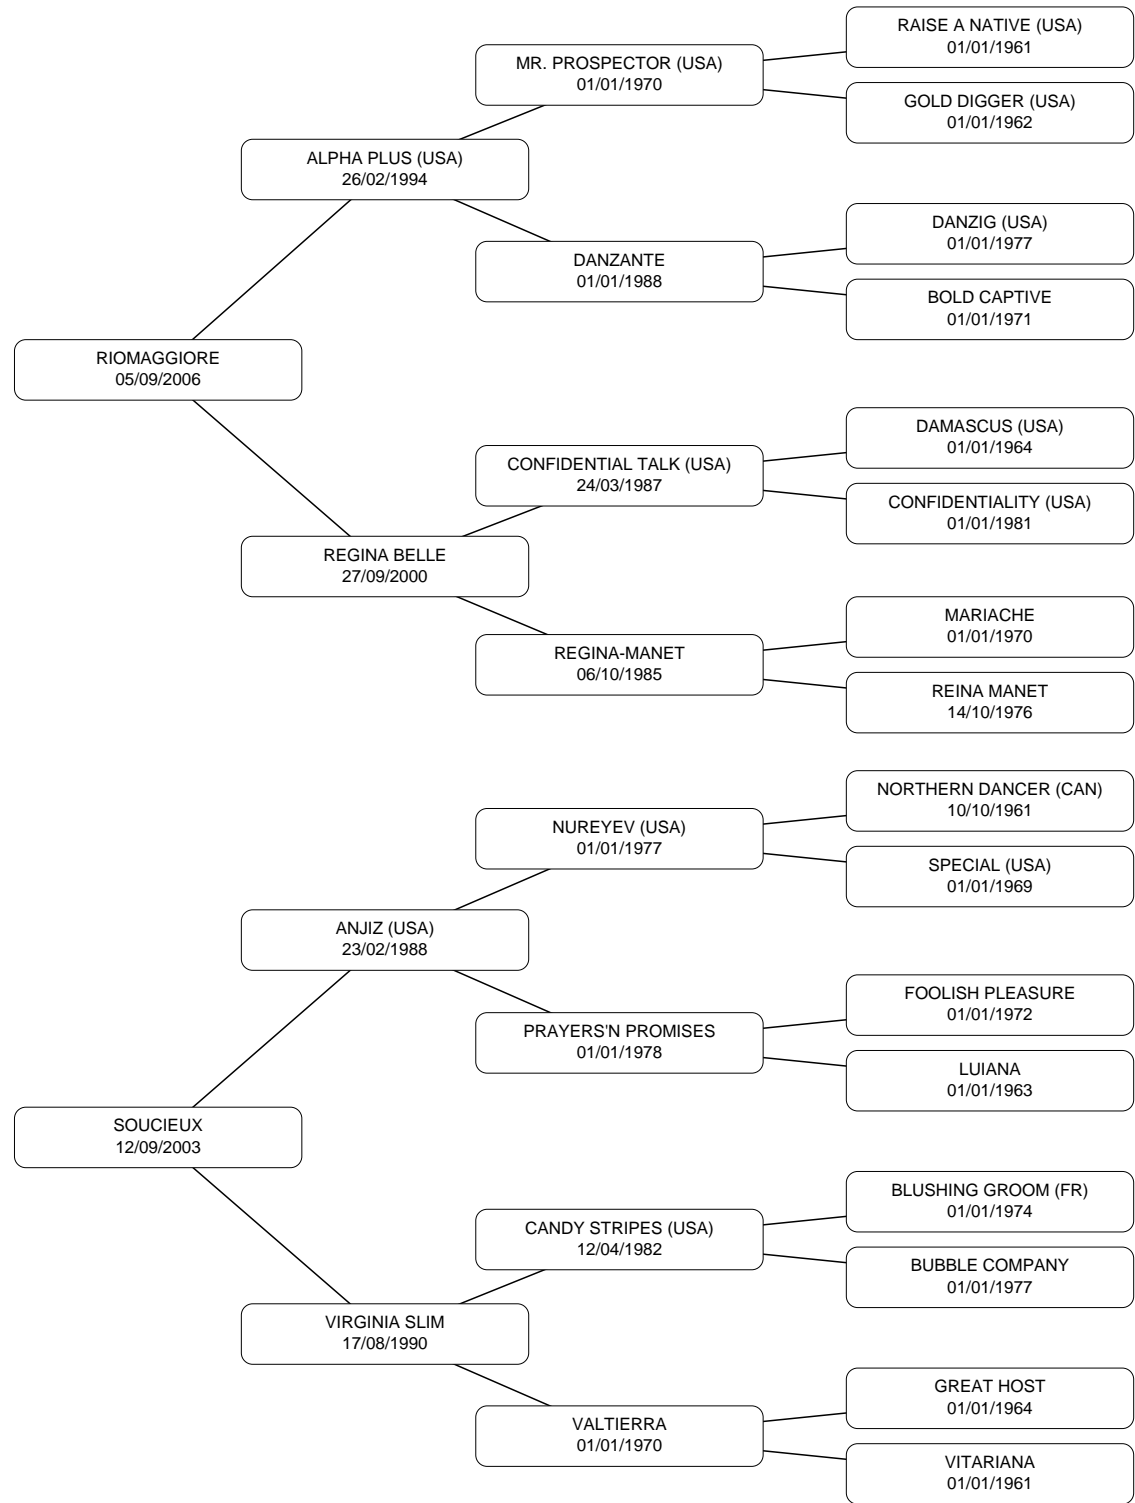 RAISE A NATIVE (USA)
01/01/1961
MR. PROSPECTOR (USA)
01/01/1970
GOLD DIGGER (USA)
01/01/1962
ALPHA PLUS (USA)
26/02/1994
DANZIG (USA)
01/01/1977
DANZANTE
01/01/1988
BOLD CAPTIVE
01/01/1971
RIOMAGGIORE
05/09/2006
DAMASCUS (USA)
01/01/1964
CONFIDENTIAL TALK (USA)
24/03/1987
CONFIDENTIALITY (USA)
01/01/1981
REGINA BELLE
27/09/2000
MARIACHE
01/01/1970
REGINA-MANET
06/10/1985
REINA MANET
14/10/1976
NORTHERN DANCER (CAN)
10/10/1961
NUREYEV (USA)
01/01/1977
SPECIAL (USA)
01/01/1969
ANJIZ (USA)
23/02/1988
FOOLISH PLEASURE
01/01/1972
PRAYERS'N PROMISES
01/01/1978
LUIANA
01/01/1963
SOUCIEUX
12/09/2003
BLUSHING GROOM (FR)
01/01/1974
CANDY STRIPES (USA)
12/04/1982
BUBBLE COMPANY
01/01/1977
VIRGINIA SLIM
17/08/1990
GREAT HOST
01/01/1964
VALTIERRA
01/01/1970
VITARIANA
01/01/1961